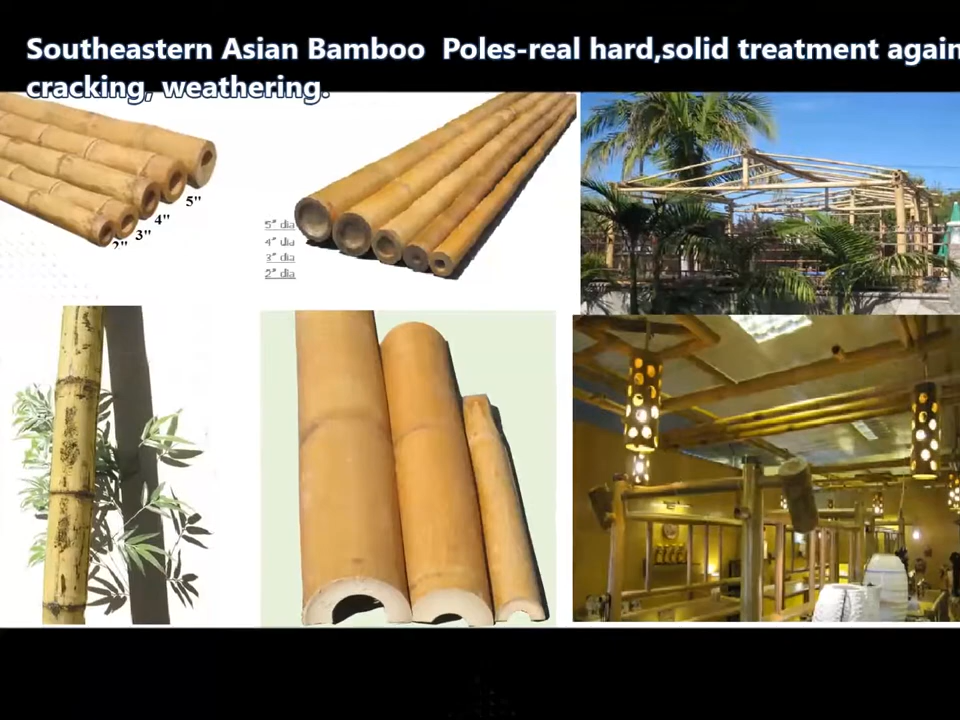 Southeastern Asian Bamboo Poles-real hard,solid treatment again
cracking, weathering.
5"
4"
3"
2"
5" dia
4" dia
3" dia
2" dia